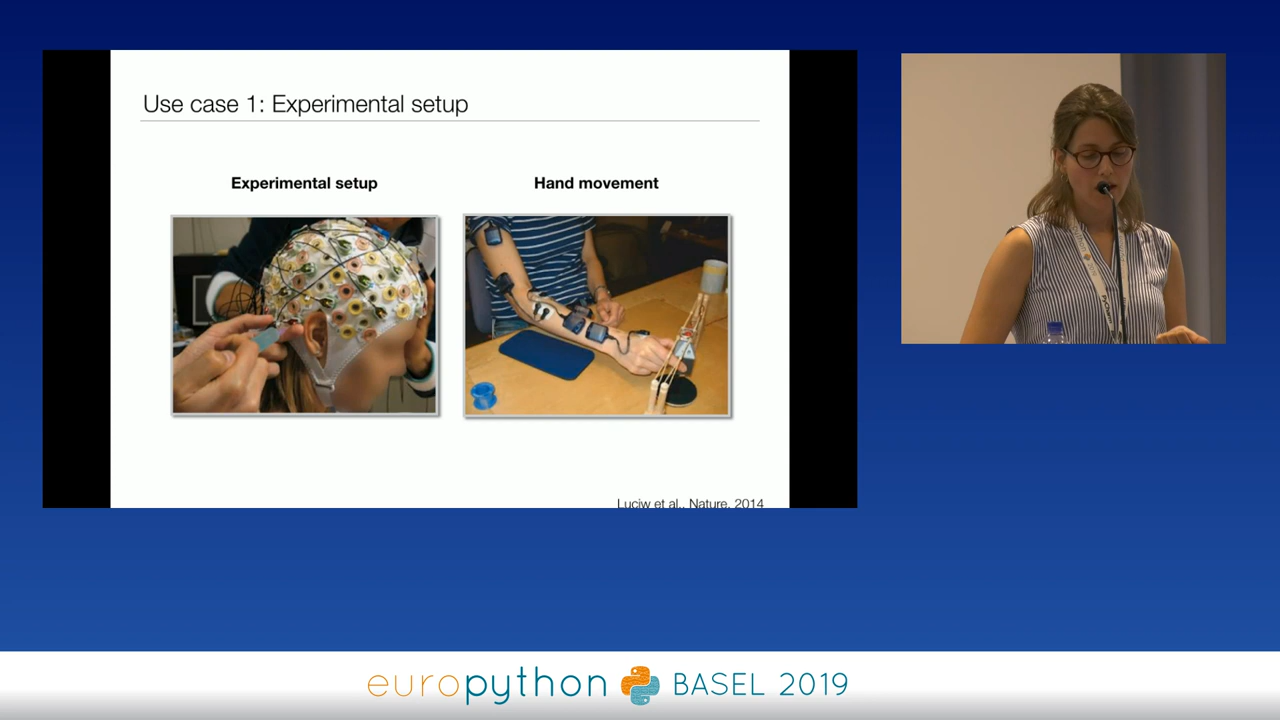 Use case 1: Experimental setup
Experimental setup
Hand movement
Luciw et al., Nature, 2014
europython BASEL 2019